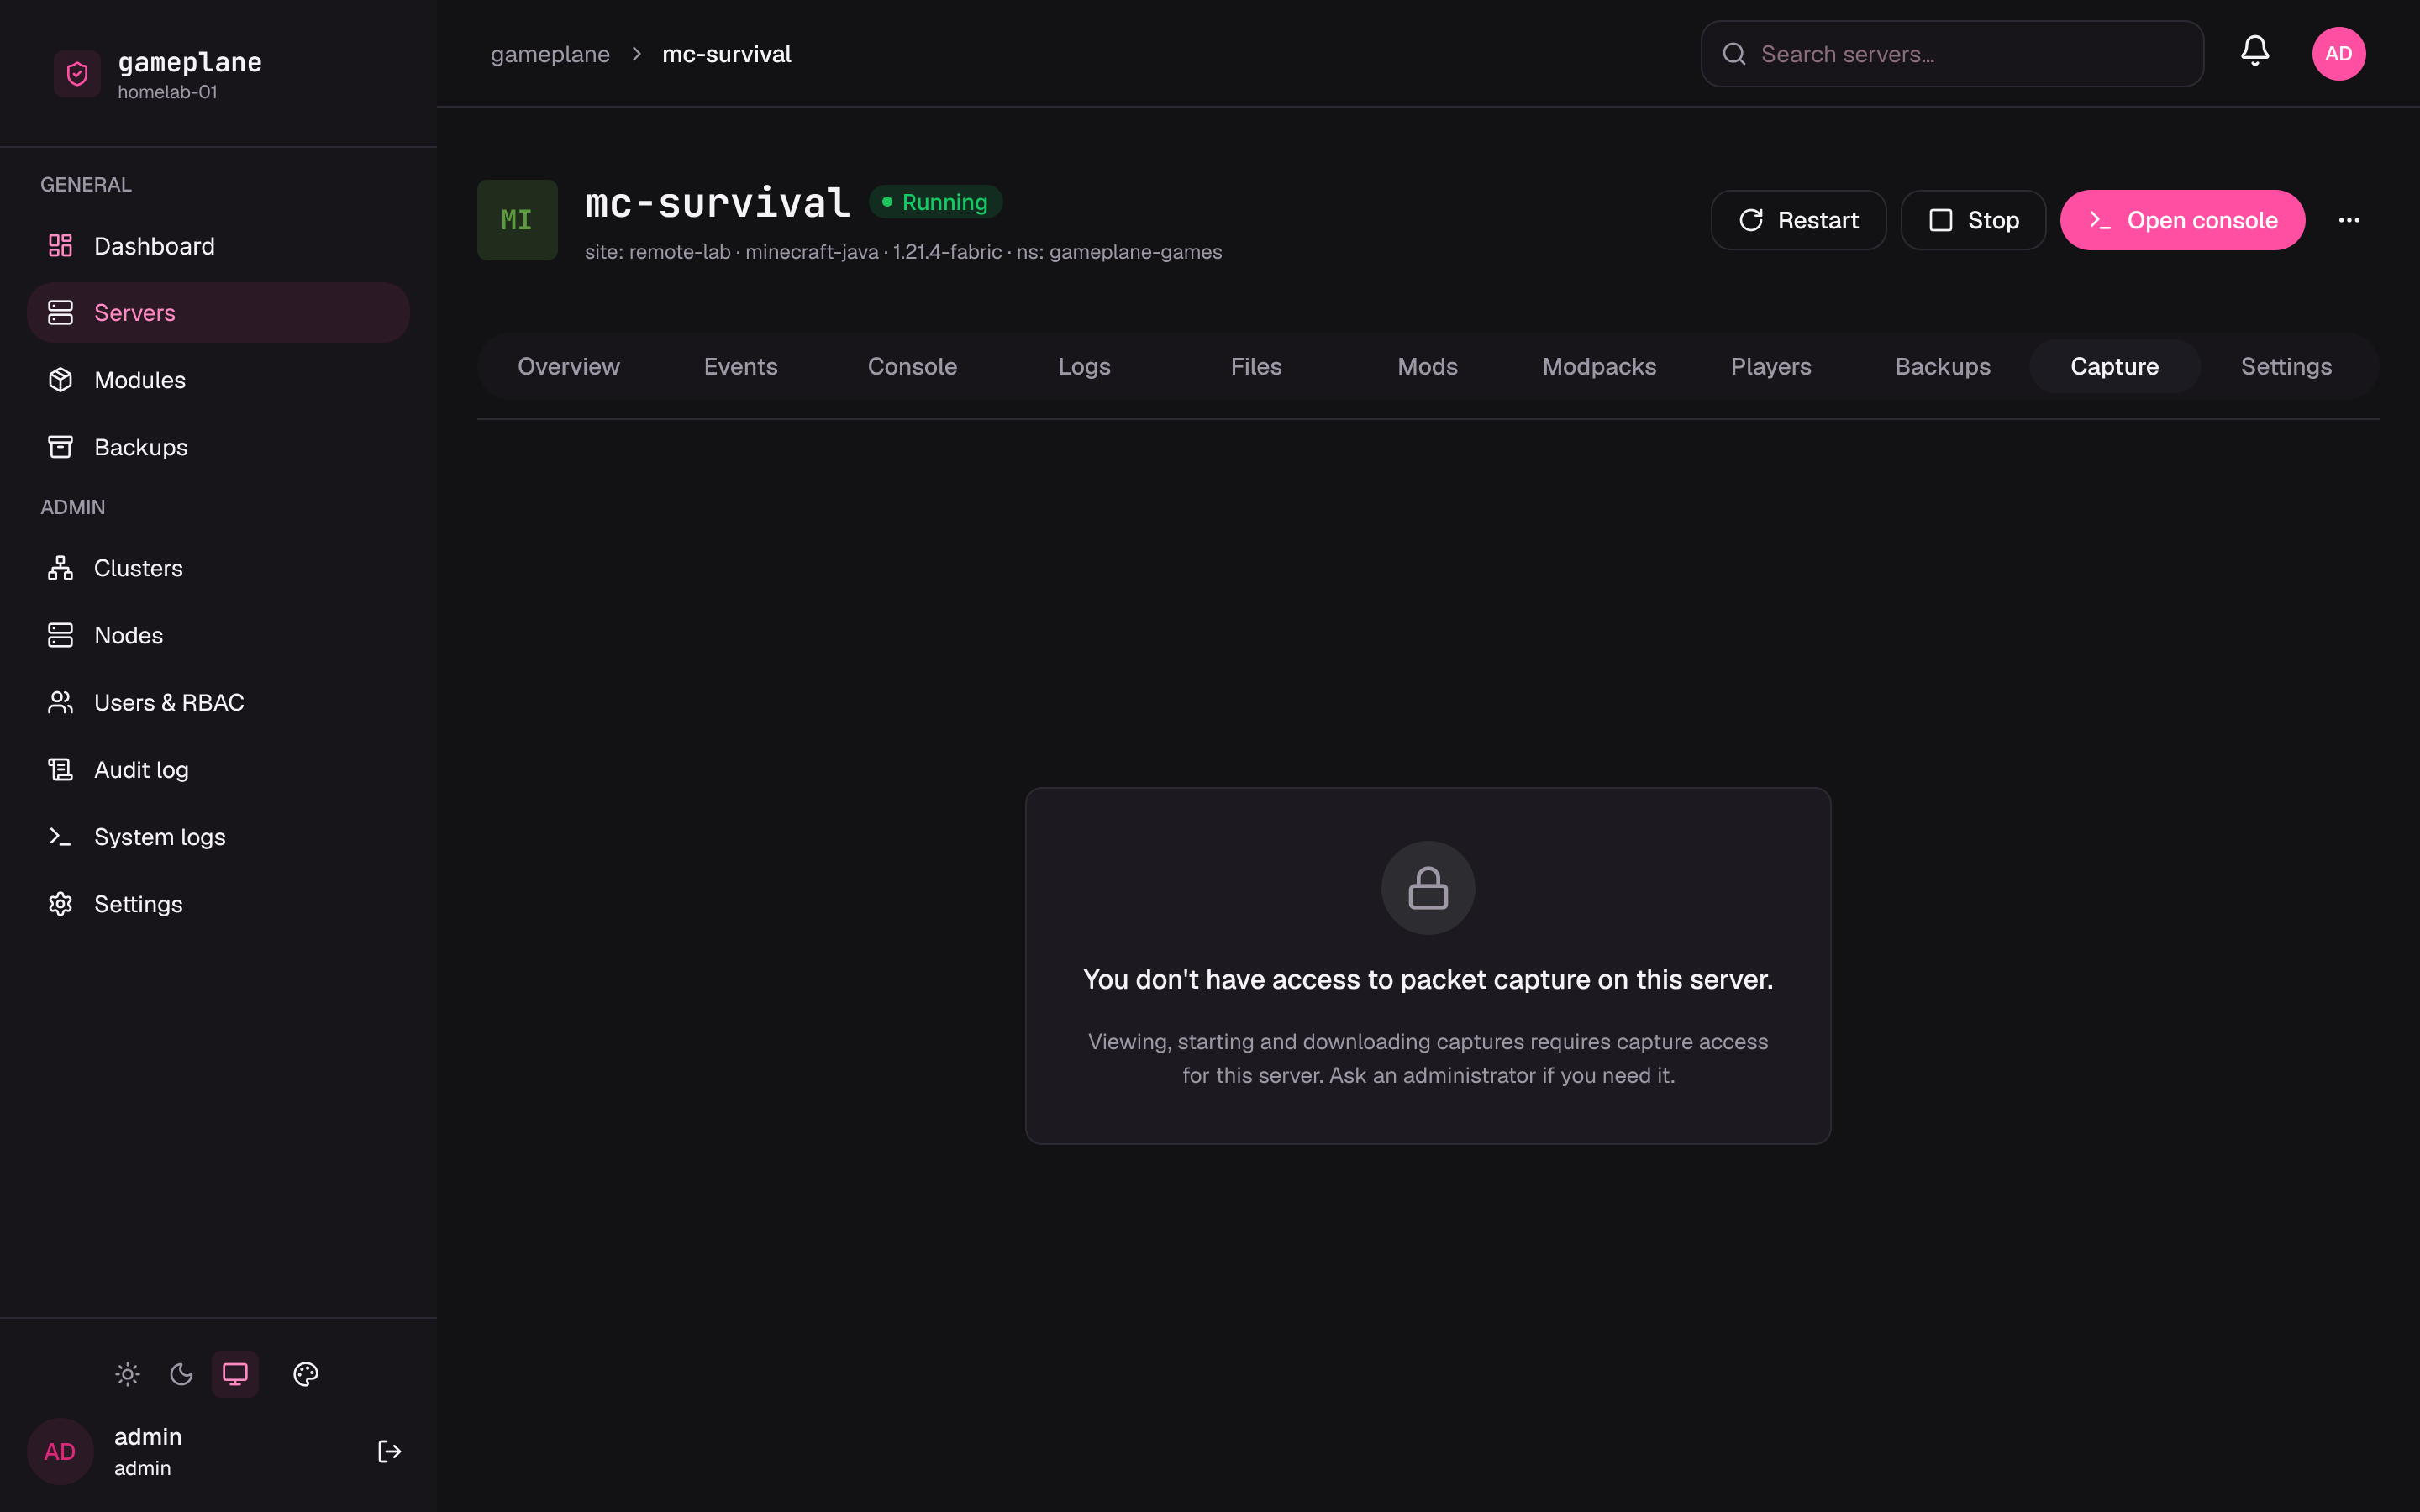 gameplane
homelab-01
GENERAL
Dashboard
Servers
Modules
Backups
ADMIN
Clusters
Nodes
Users & RBAC
Audit log
System logs
Settings
AD
admin
admin
gameplane
mc-survival
Search servers...
AD
MI
mc-survival
Running
site: remote-lab · minecraft-java · 1.21.4-fabric · ns: gameplane-games
Restart
Stop
Open console
Overview
Events
Console
Logs
Files
Mods
Modpacks
Players
Backups
Capture
Settings
You don't have access to packet capture on this server.
Viewing, starting and downloading captures requires capture access
for this server. Ask an administrator if you need it.